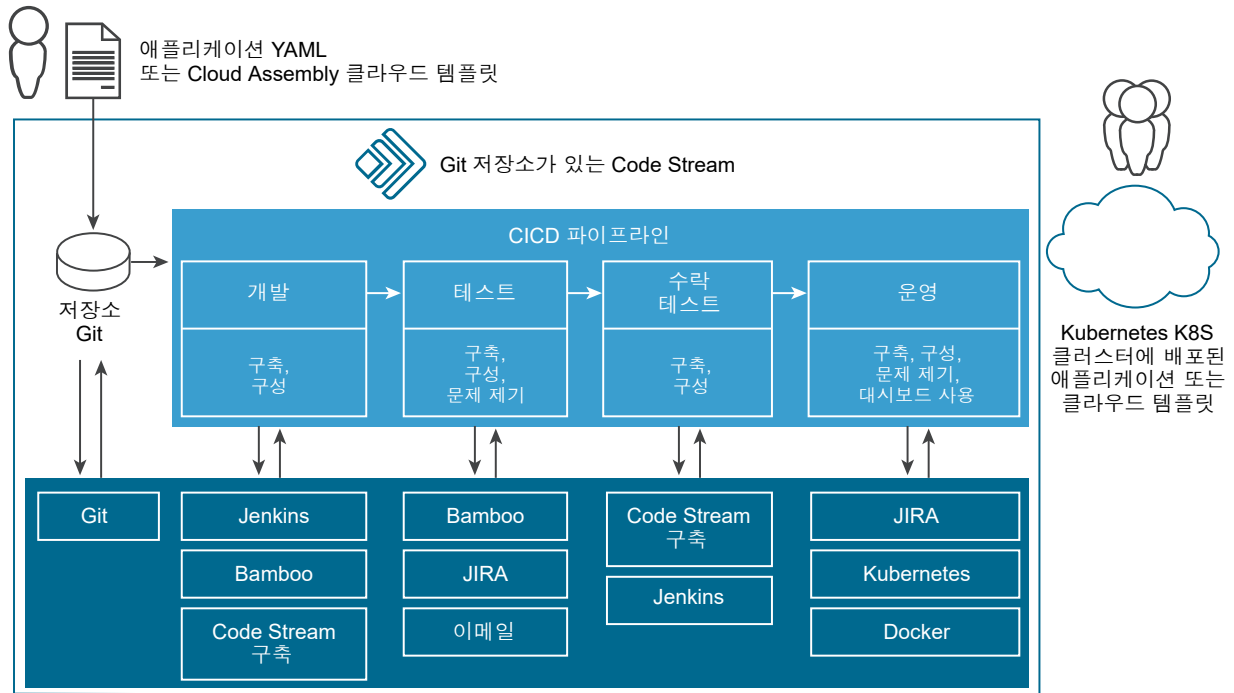 애플리케이션 YAML
또는 Cloud Assembly 클라우드 템플릿
Git 저장소가 있는 Code Stream
저장소
Git
CICD 파이프라인
개발
구축,
구성
테스트
구축,
구성,
문제 제기
수락
테스트
구축,
구성
운영
구축, 구성,
문제 제기,
대시보드 사용
Kubernetes K8S
클러스터에 배포된
애플리케이션 또는
클라우드 템플릿
Git
Jenkins
Bamboo
Code Stream
구축
Bamboo
JIRA
이메일
Code Stream
구축
Jenkins
JIRA
Kubernetes
Docker